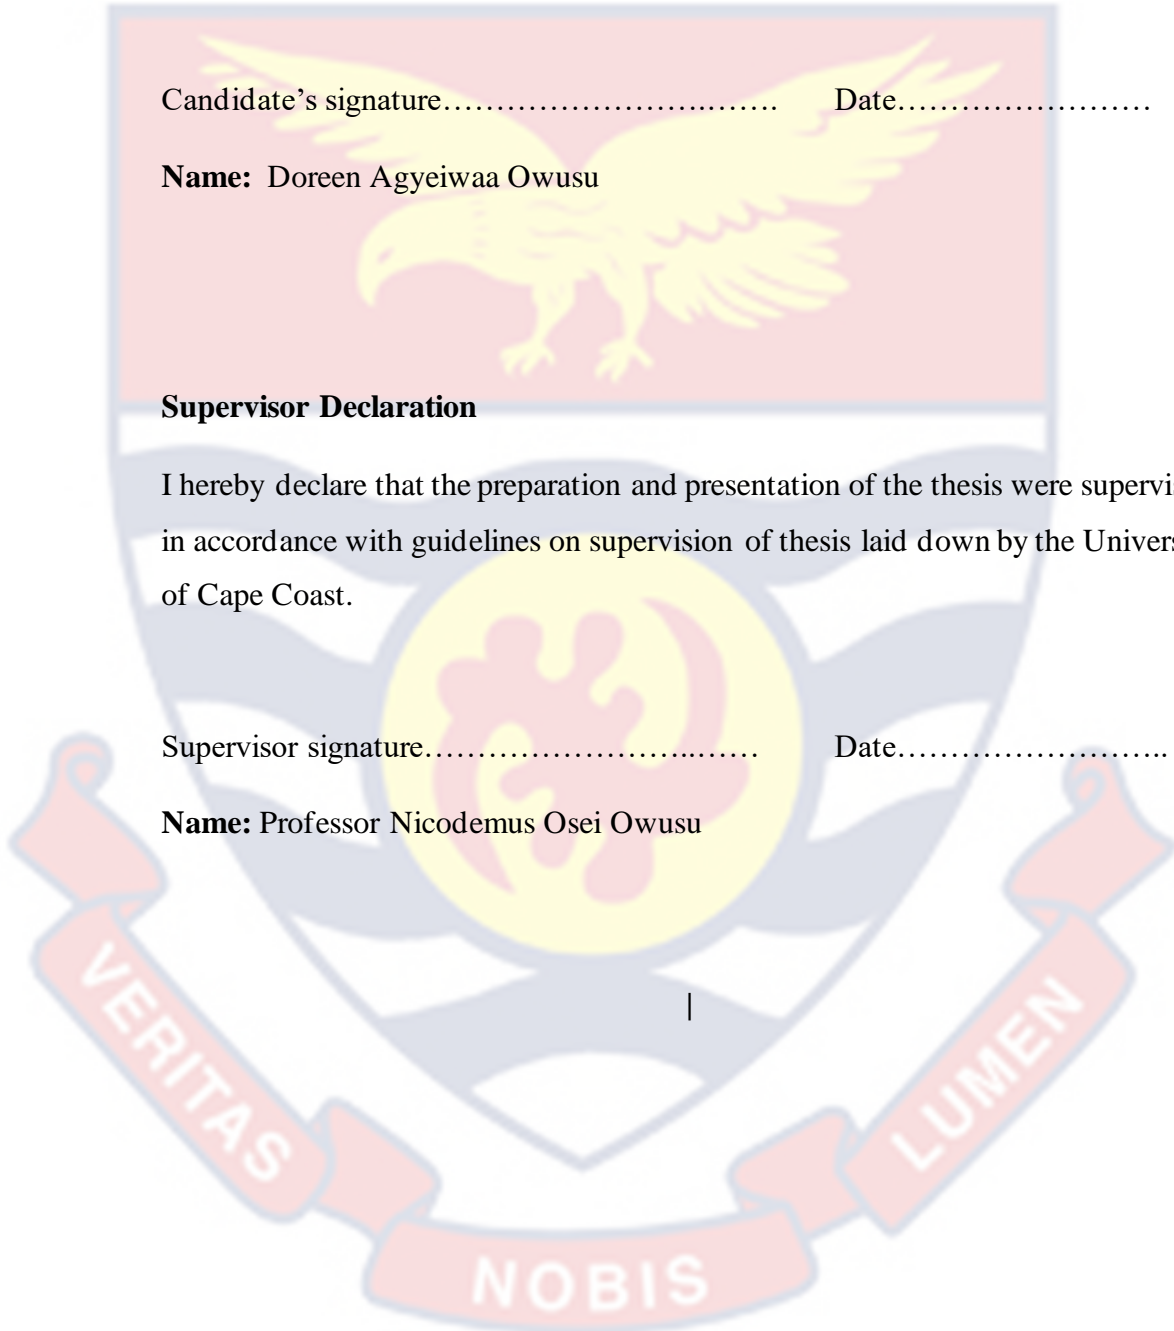 Candidate’s signature…………………………. Date……………………
Name: Doreen Agyeiwaa Owusu
Supervisor Declaration
I hereby declare that the preparation and presentation of the thesis were
in accordance with guidelines on supervision of thesis laid down by the
of Cape Coast.
Supervisor signature…………………………… Date……………………..
Name: Professor Nicodemus Osei Owusu
|
VERITAS
NOBIS
LUMEN